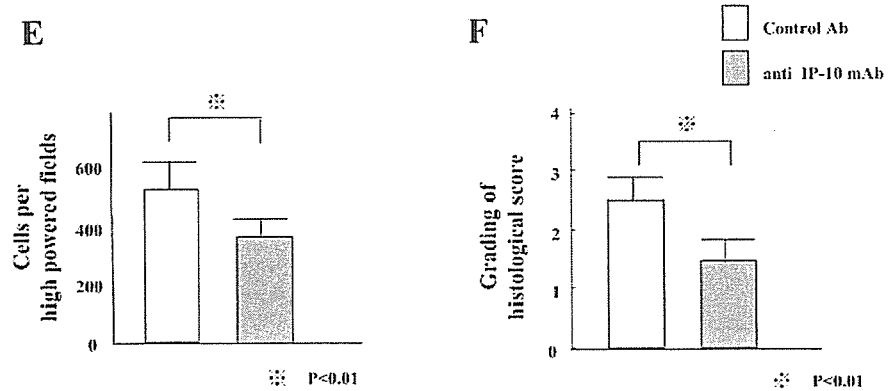 E
F
Control Ab
anti IP-10 mAb
Cells per
high powered fields
600
400
200
0
※
※ P<0.01
Grading of
histological score
4
3
2
1
0
※
※ P<0.01